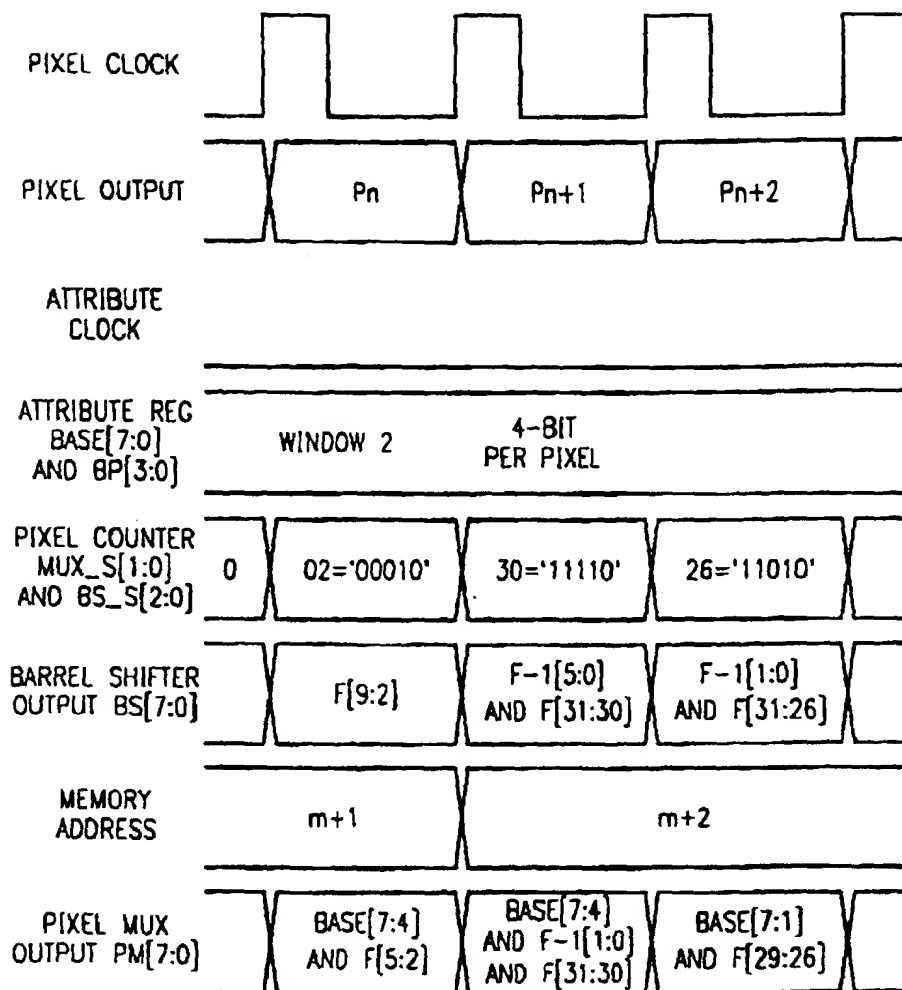 PIXEL CLOCK
PIXEL OUTPUT
Pn
Pn+1
Pn+2
ATTRIBUTE
CLOCK
ATTRIBUTE REG
BASE[7:0]
AND BP[3:0]
WINDOW 2
4-BIT
PER PIXEL
PIXEL COUNTER
MUX_S[1:0]
AND BS_S[2:0]
0
02='00010'
30='11110'
26='11010'
BARREL SHIFTER
OUTPUT BS[7:0]
F[9:2]
F-1[5:0]
AND F[31:30]
F-1[1:0]
AND F[31:26]
MEMORY
ADDRESS
m+1
m+2
PIXEL MUX
OUTPUT PM[7:0]
BASE[7:4]
AND F[5:2]
BASE[7:4]
AND F-1[1:0]
AND F[31:30]
BASE[7:1]
AND F[29:26]